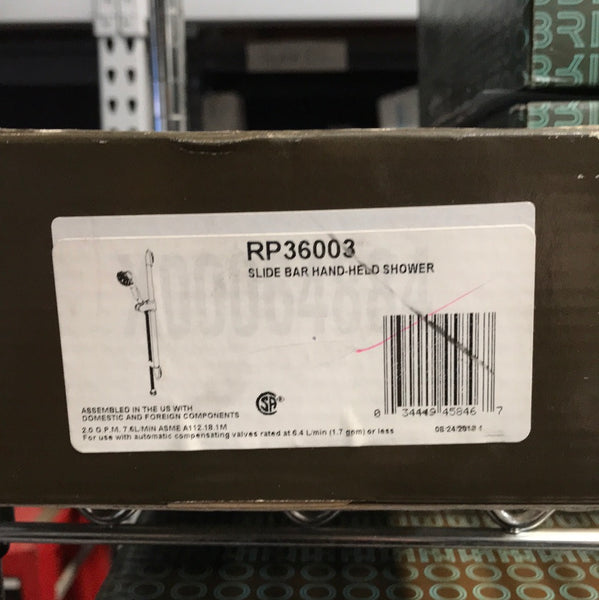 RP36003
SLIDE BAR HAND-HELD SHOWER
ASSEMBLED IN THE US WITH
DOMESTIC AND FOREIGN COMPONENTS
2.0 G.P.M. 7.6L/MIN ASME A112.18.1M
For use with automatic compensating valves rated at 6.4 L/min (1.7 gpm) or less
SA®
0 34449 45846 7